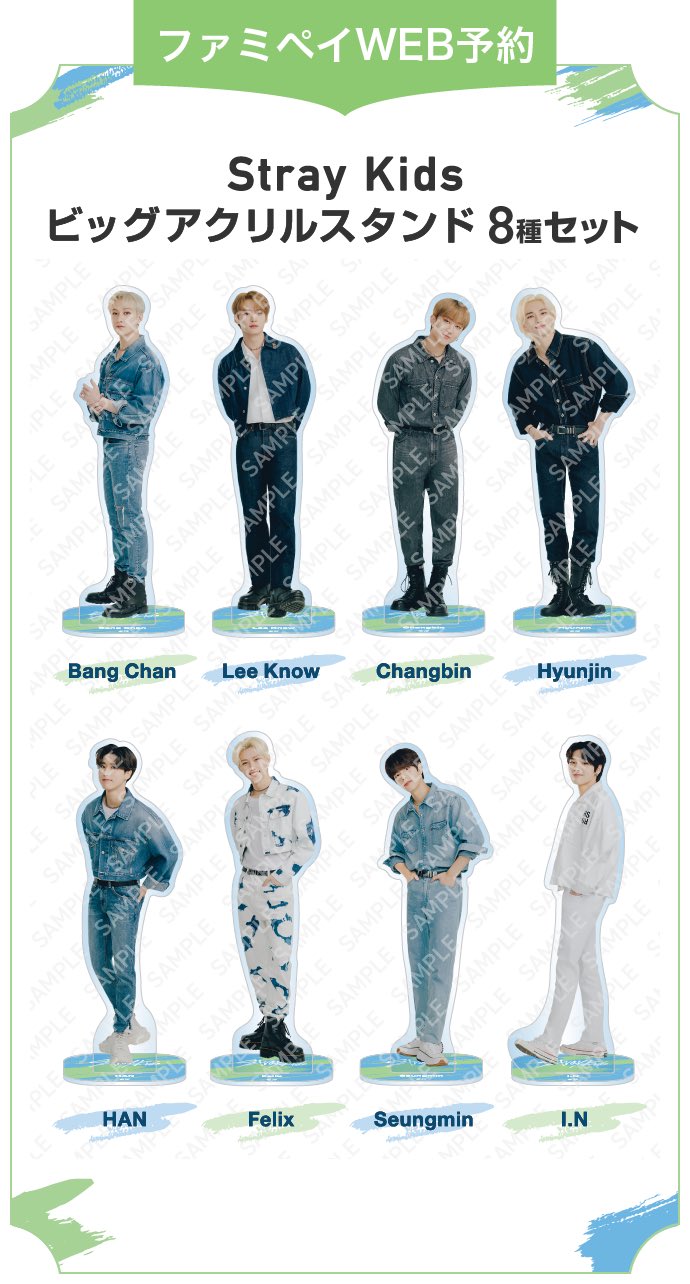 ファミペイWEB予約
Stray Kids
ビッグアクリルスタンド 8種セット
Bang Chan
Lee Know
Changbin
Hyunjin
HAN
Felix
Seungmin
I.N
SAMPLE